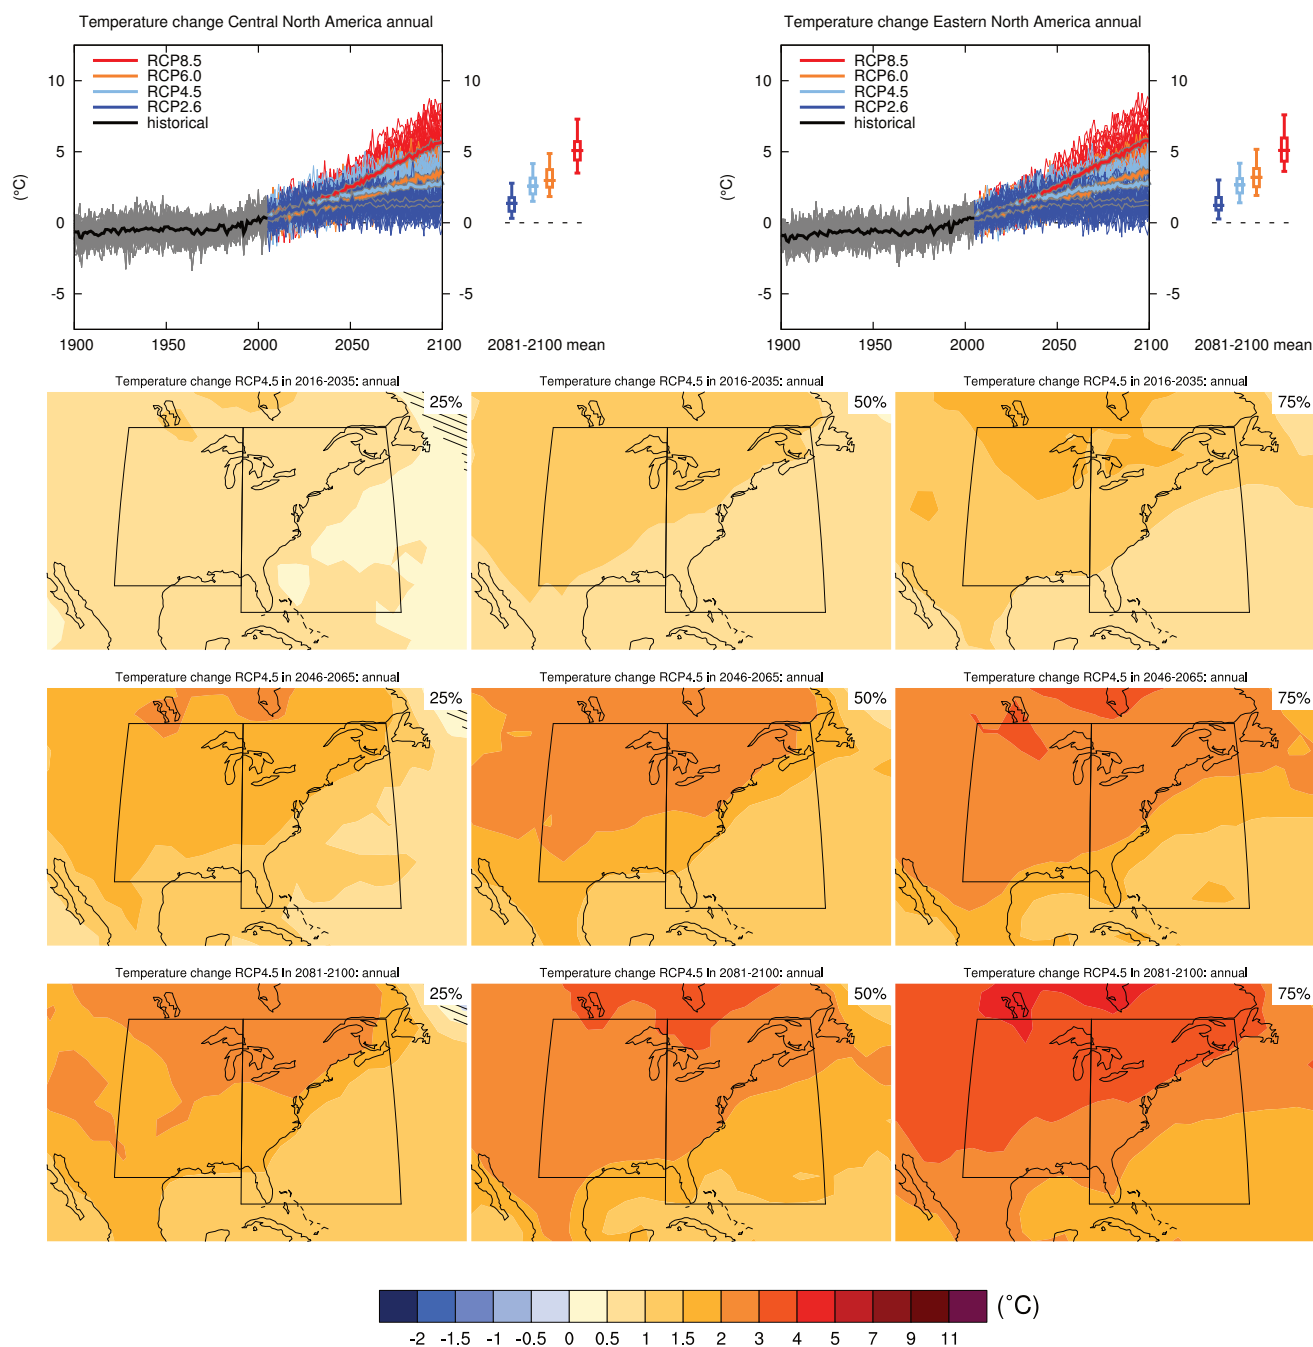 Temperature change Central North America annual
Temperature change Eastern North America annual
(°C)
10
5
0
-5
RCP8.5
RCP6.0
RCP4.5
RCP2.6
historical
10
5
0
-5
1900
1950
2000
2050
2100
2081-2100 mean
(°C)
10
5
0
-5
RCP8.5
RCP6.0
RCP4.5
RCP2.6
historical
10
5
0
-5
1900
1950
2000
2050
2100
2081-2100 mean
Temperature change RCP4.5 in 2016-2035: annual
25%
Temperature change RCP4.5 in 2016-2035: annual
50%
Temperature change RCP4.5 in 2016-2035: annual
75%
Temperature change RCP4.5 in 2046-2065: annual
25%
Temperature change RCP4.5 in 2046-2065: annual
50%
Temperature change RCP4.5 in 2046-2065: annual
75%
Temperature change RCP4.5 in 2081-2100: annual
25%
Temperature change RCP4.5 in 2081-2100: annual
50%
Temperature change RCP4.5 in 2081-2100: annual
75%
(°C)
-2 -1.5 -1 -0.5 0 0.5 1 1.5 2 3 4 5 7 9 11